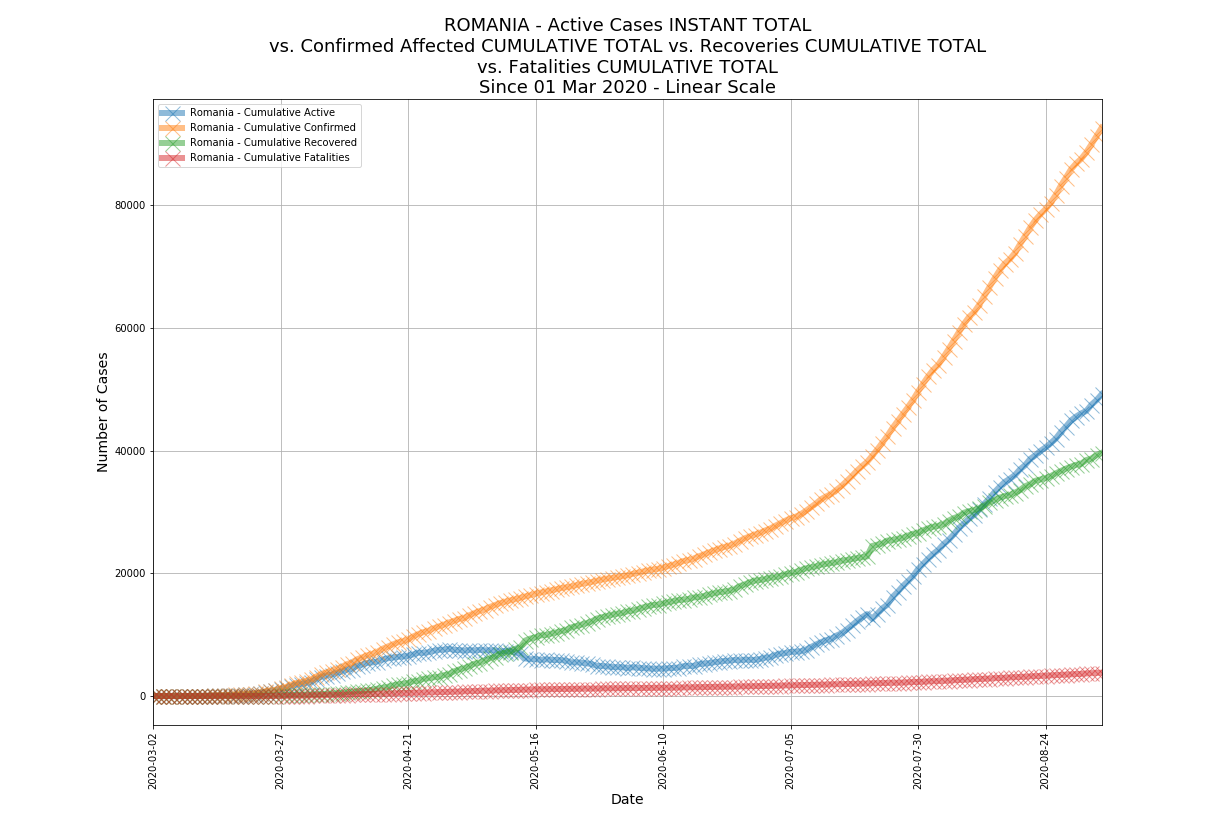 ROMANIA - Active Cases INSTANT TOTAL
vs. Confirmed Affected CUMULATIVE TOTAL vs. Recoveries CUMULATIVE TOTAL
vs. Fatalities CUMULATIVE TOTAL
Since 01 Mar 2020 - Linear Scale
Romania - Cumulative Active
Romania - Cumulative Confirmed
Romania - Cumulative Recovered
Romania - Cumulative Fatalities
Number of Cases
80000
60000
40000
20000
0
2020-03-02
2020-03-27
2020-04-21
2020-05-16
2020-06-10
2020-07-05
2020-07-30
2020-08-24
Date